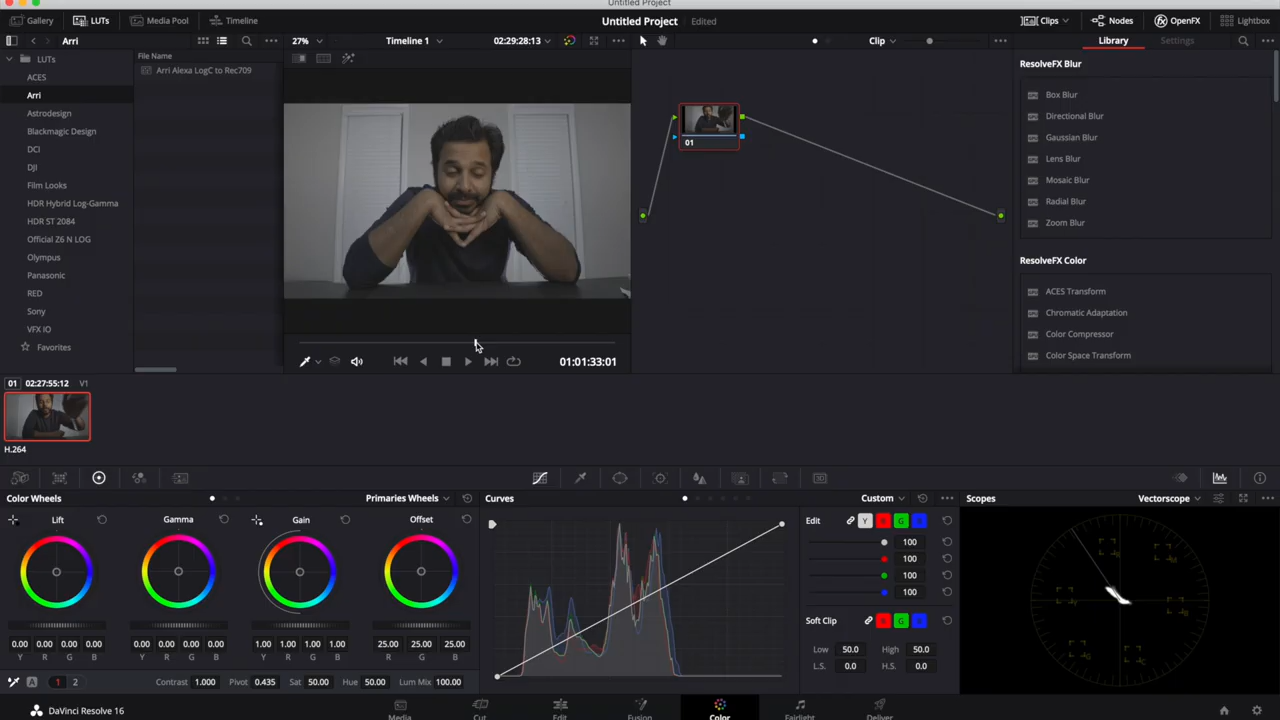 Untitled Project
Gallery LUTs Media Pool Timeline Untitled Project Edited Clips Nodes OpenFX Lightbox
Arri 27% Timeline 1 02:29:28:13 Clip Library Settings
LUTs File Name ResolveFX Blur
Arri Alexa LogC to Rec709
ACES
Arri Box Blur
Astrodesign Directional Blur
Blackmagic Design Gaussian Blur
DCI Lens Blur
DJI Mosaic Blur
Film Looks Radial Blur
HDR Hybrid Log-Gamma Zoom Blur
HDR ST 2084
Official Z6 N LOG
Olympus ResolveFX Color
Panasonic ACES Transform
RED Chromatic Adaptation
Sony Color Compressor
VFX IO Color Space Transform
Favorites
01
01:01:33:01
01 02:27:55:12 V1
H.264
Color Wheels Primaries Wheels Curves Custom Scopes Vectorscope
Lift Gamma Gain Offset Edit Y R G B
100
100
100
100
Soft Clip R G B
0.00 0.00 0.00 0.00 0.00 0.00 0.00 0.00 1.00 1.00 1.00 1.00 25.00 25.00 25.00 Low 50.0 High 50.0
Y R G B Y R G B Y R G B R G B L.S. 0.0 H.S. 0.0
A 1 2 Contrast 1.000 Pivot 0.435 Sat 50.00 Hue 50.00 Lum Mix 100.00
DaVinci Resolve 16 Media Cut Edit Fusion Color Fairlight Deliver